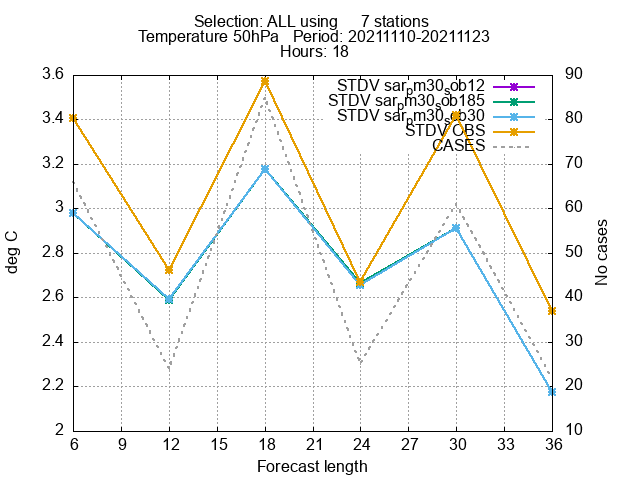 Selection: ALL using 7 stations
Temperature 50hPa Period: 20211110-20211123
Hours: 18
STDV sar_pm30_sob12
STDV sar_pm30_sob185
STDV sar_pm30_sob30
STDV OBS
CASES
3.6
3.4
3.2
3
2.8
2.6
2.4
2.2
2
deg C
90
80
70
60
50
40
30
20
10
No cases
6 9 12 15 18 21 24 27 30 33 36
Forecast length